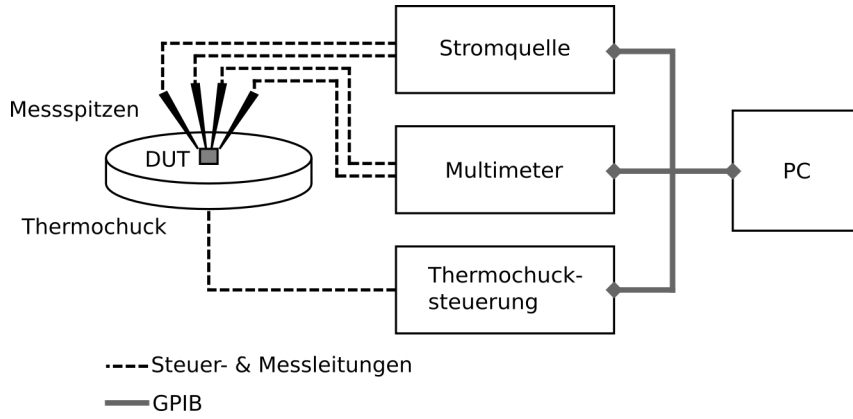 Stromquelle
Messspitzen
DUT
Multimeter
PC
Thermochuck
Thermochuck-
steuerung
Steuer- & Messleitungen
GPIB